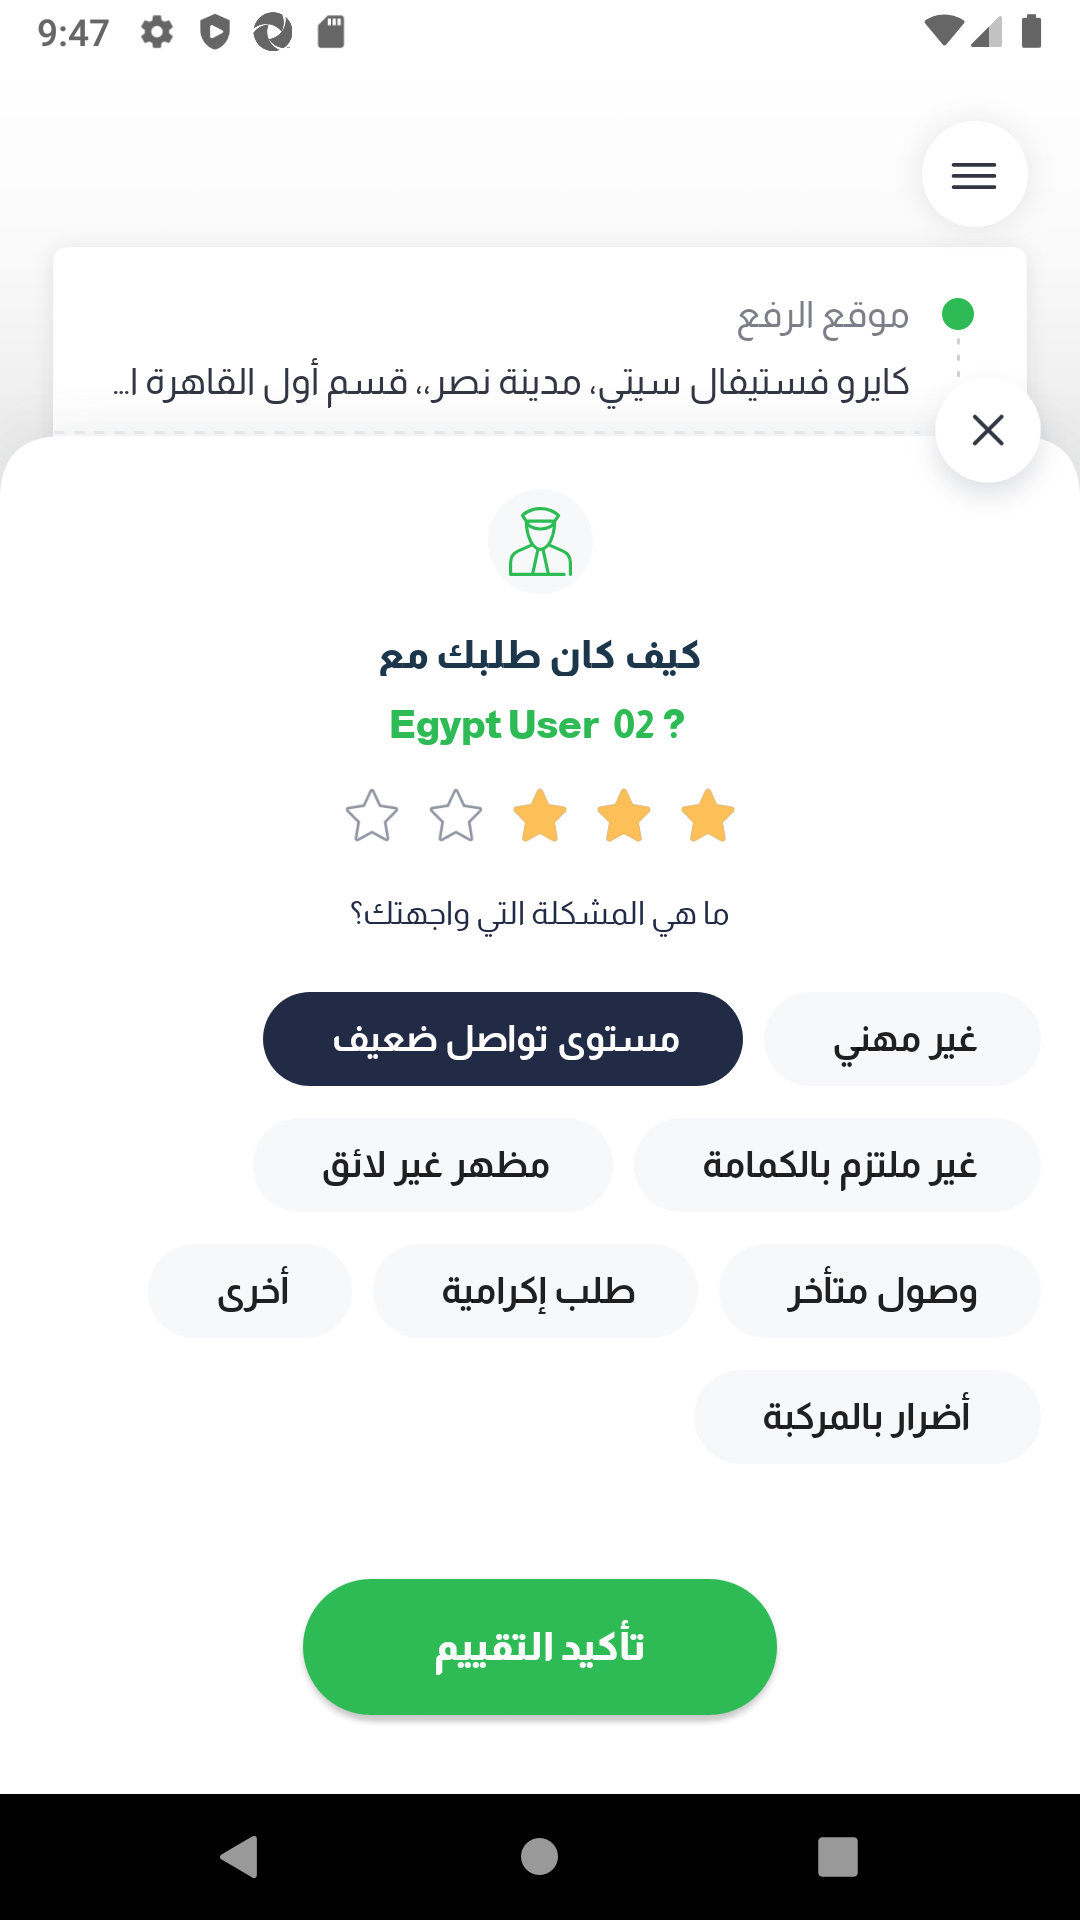 9:47
موقع الرفع
كايرو فستيفال سيتي، مدينة نصر،، قسم أول القاهرة ا...
كيف كان طلبك مع
Egypt User 02 ?
ما هي المشكلة التي واجهتك؟
غير مهني مستوى تواصل ضعيف
غير ملتزم بالكمامة مظهر غير لائق
وصول متأخر طلب إكرامية أخرى
أضرار بالمركبة
تأكيد التقييم